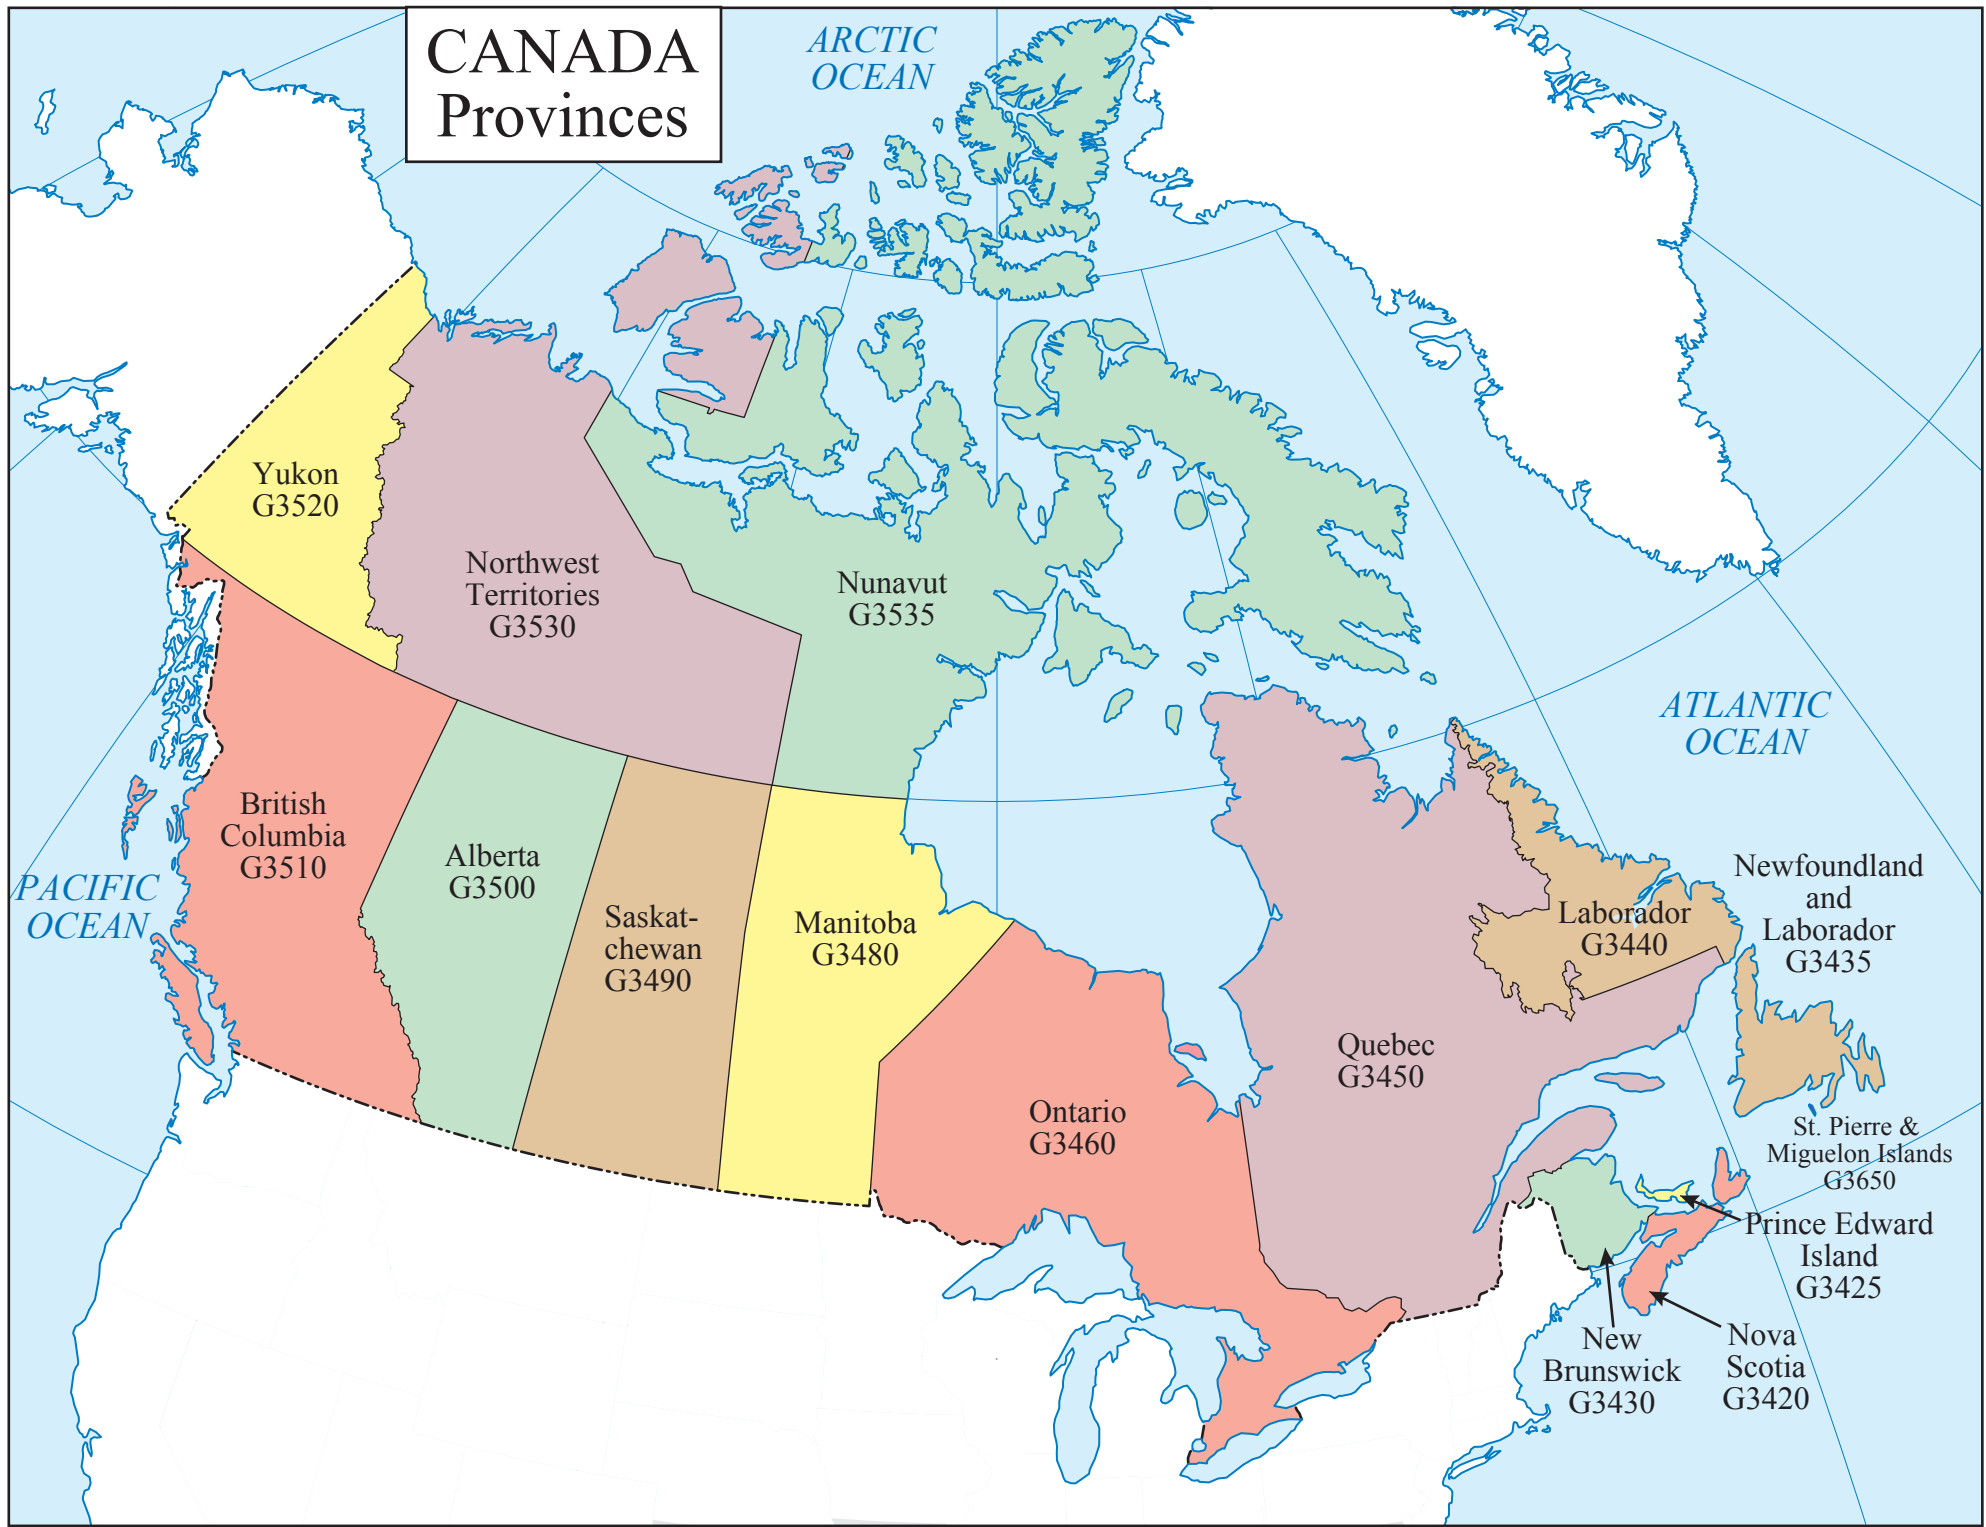 CANADA
Provinces
ARCTIC
OCEAN
Yukon
G3520
Northwest
Territories
G3530
Nunavut
G3535
ATLANTIC
OCEAN
British
Columbia
G3510
Alberta
G3500
Saskat-
chewan
G3490
Manitoba
G3480
PACIFIC
OCEAN
Laborador
G3440
Newfoundland
and
Laborador
G3435
Quebec
G3450
Ontario
G3460
St. Pierre &
Miguelon Islands
G3650
Prince Edward
Island
G3425
New
Brunswick
G3430
Nova
Scotia
G3420